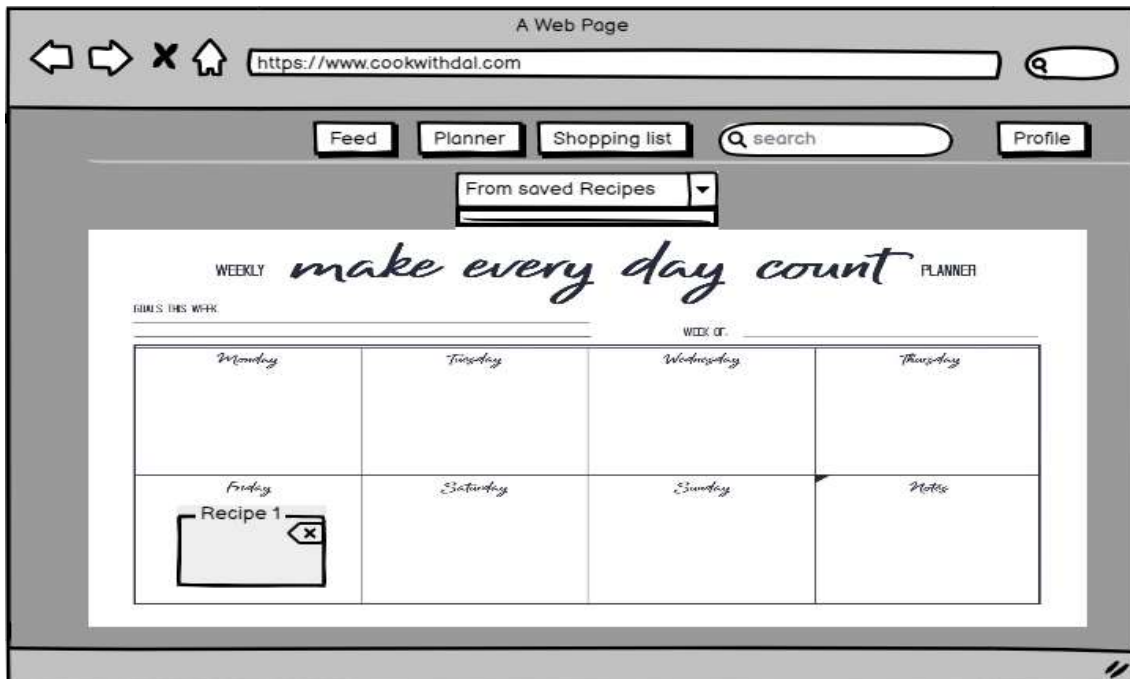 A Web Page
https://www.cookwithdal.com
Feed Planner Shopping list search Profile
From saved Recipes
WEEKLY make every day count PLANNER
GOALS THIS WEEK
WEEK OF:
Monday Tuesday Wednesday Thursday
Friday Saturday Sunday Notes
Recipe 1